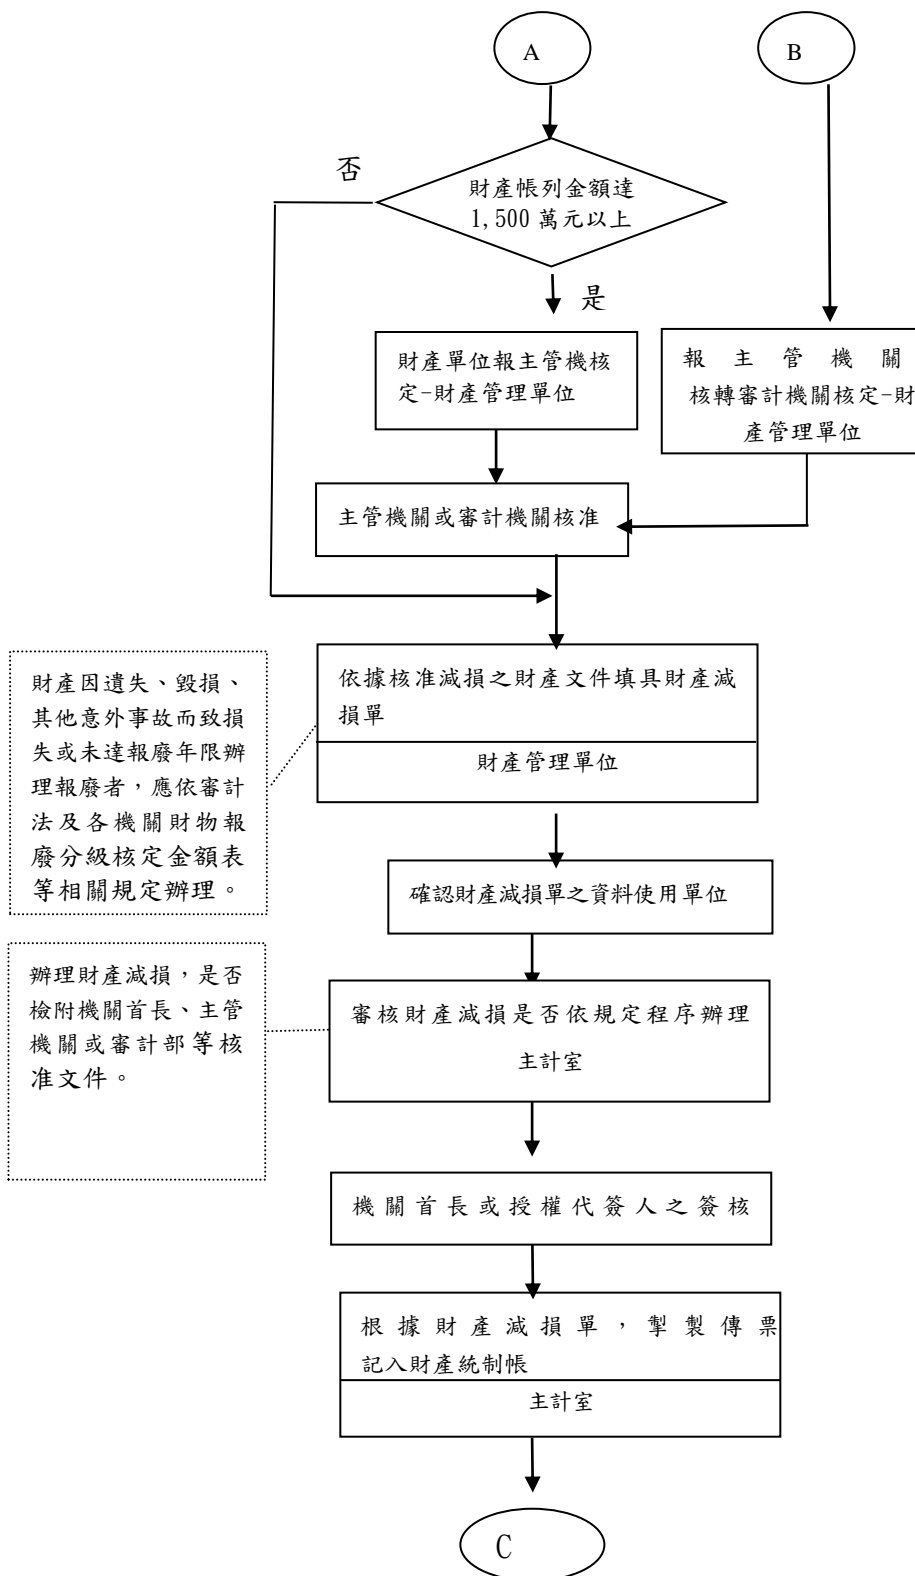 A
B
否
財產帳列金額達
1,500 萬元以上
是
財產單位報主管機核
定-財產管理單位
報主管機關
核轉審計機關核定-財
產管理單位
主管機關或審計機關核准
財產因遺失、毀損、
其他意外事故而致損
失或未達報廢年限辦
理報廢者，應依審計
法及各機關財物報
廢分級核定金額表
等相關規定辦理。
依據核准減損之財產文件填具財產減
損單
財產管理單位
確認財產減損單之資料使用單位
辦理財產減損，是否
檢附機關首長、主管
機關或審計部等核
准文件。
審核財產減損是否依規定程序辦理
主計室
機關首長或授權代簽人之簽核
根據財產減損單，掣製傳票
記入財產統制帳
主計室
C